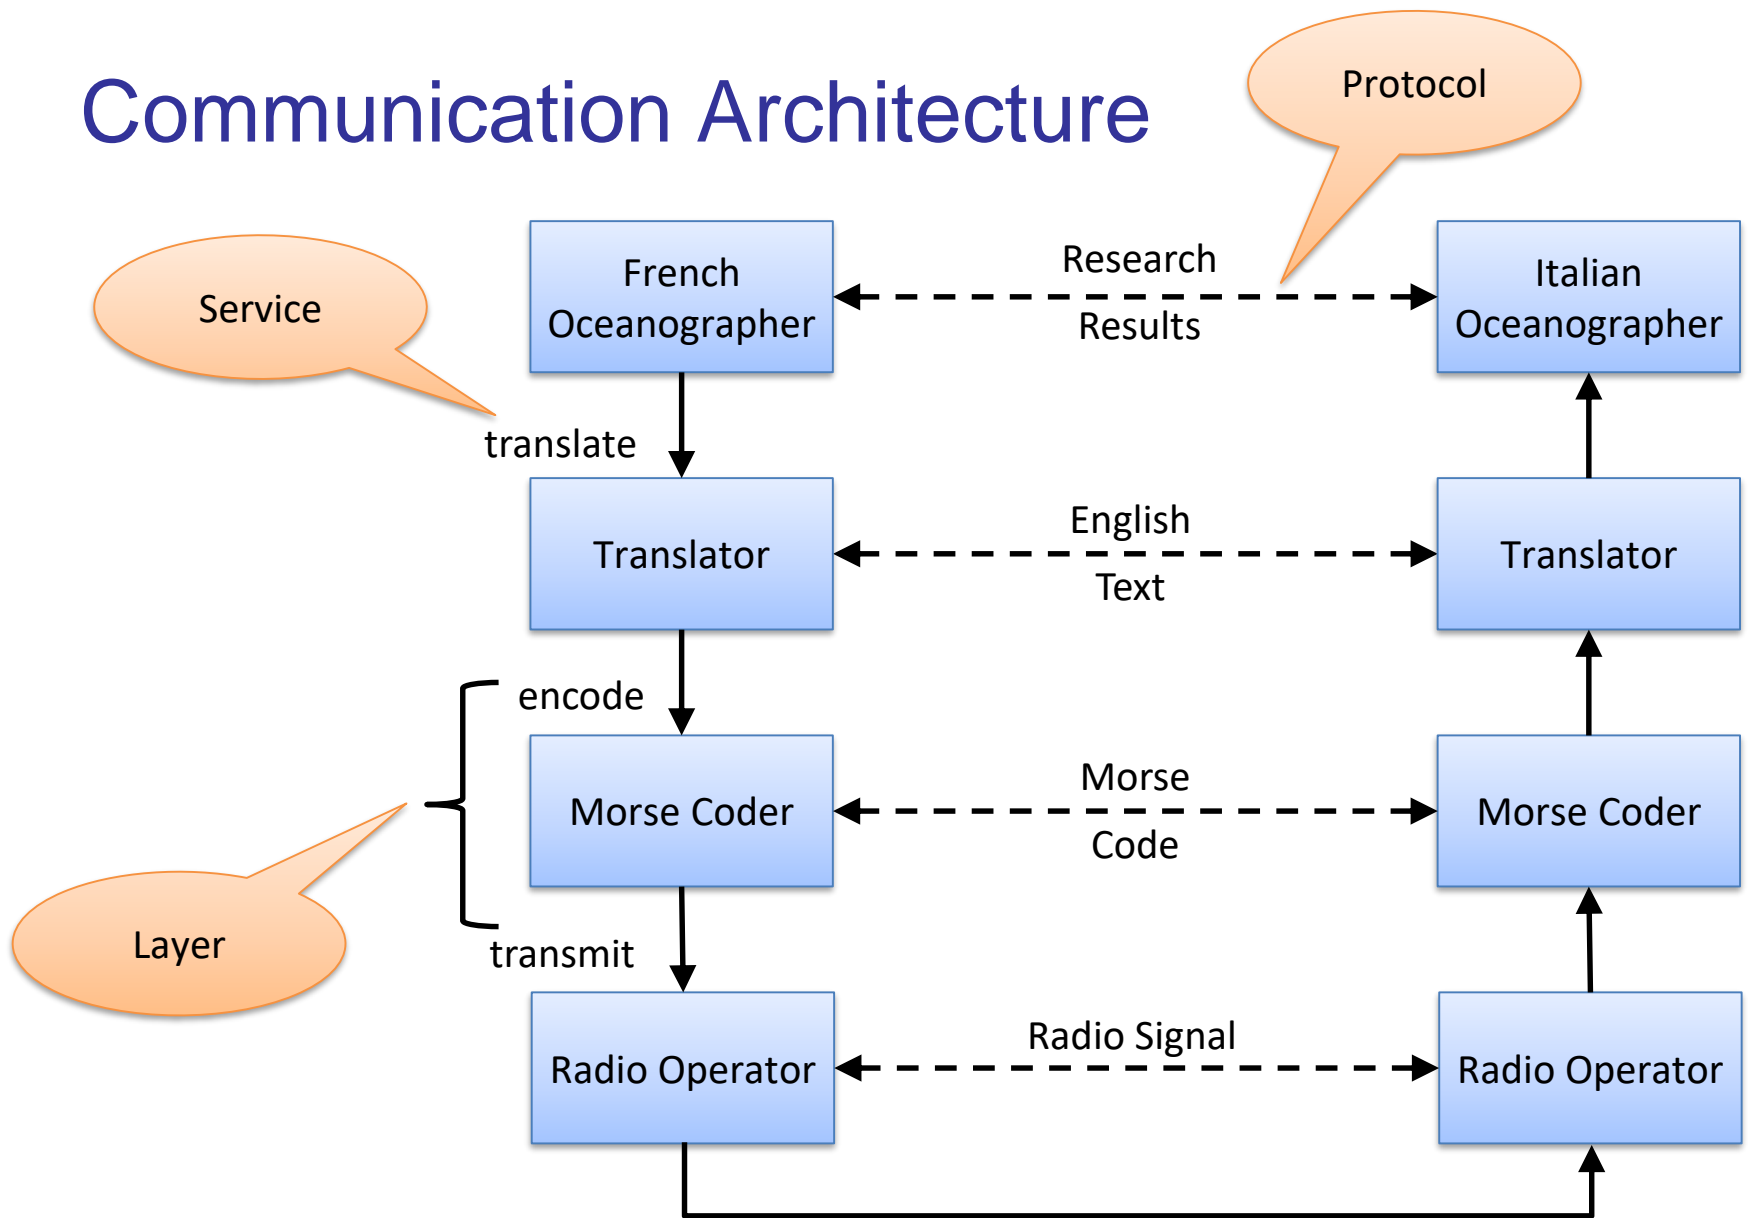 Communication Architecture
Protocol
Service
French
Oceanographer
Research
Results
Italian
Oceanographer
translate
Translator
English
Text
Translator
encode
Morse Coder
Morse
Code
Morse Coder
Layer
transmit
Radio Operator
Radio Signal
Radio Operator